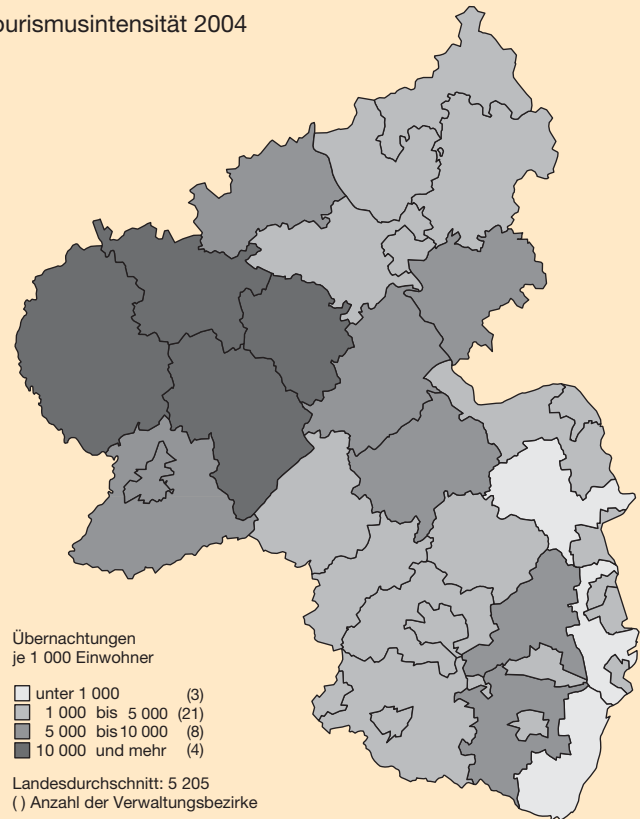 ourismusintensität 2004
Übernachtungen
je 1 000 Einwohner
unter 1 000 (3)
1 000 bis 5 000 (21)
5 000 bis 10 000 (8)
10 000 und mehr (4)
Landesdurchschnitt: 5 205
( ) Anzahl der Verwaltungsbezirke